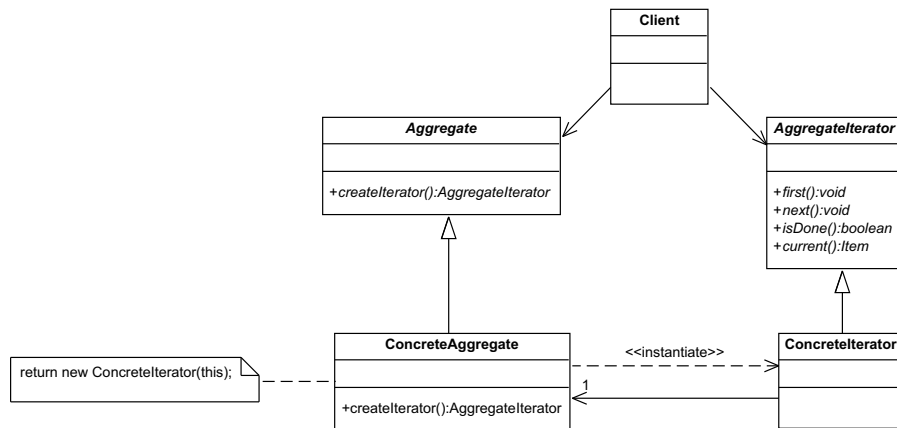 Client
Aggregate
+createIterator():AggregateIterator
AggregateIterator
+first():void
+next():void
+isDone():boolean
+current():Item
return new ConcreteIterator(this);
ConcreteAggregate
+createIterator():AggregateIterator
<<instantiate>>
1
ConcreteIterator